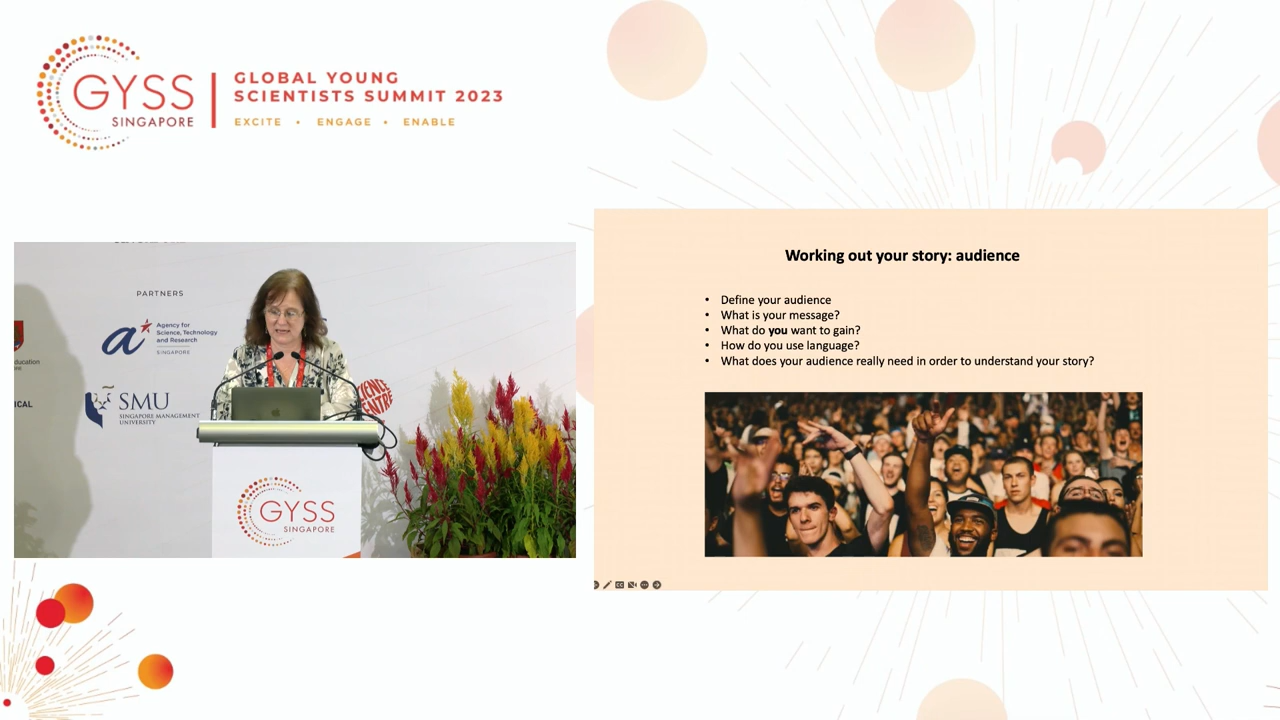 GYSS
SINGAPORE
GLOBAL YOUNG
SCIENTISTS SUMMIT 2023
EXCITE • ENGAGE • ENABLE
PARTNERS
Agency for
Science, Technology
and Research
SINGAPORE
SMU
SINGAPORE MANAGEMENT
UNIVERSITY
ICAL
GYSS
SINGAPORE
Working out your story: audience
• Define your audience
• What is your message?
• What do you want to gain?
• How do you use language?
• What does your audience really need in order to understand your story?